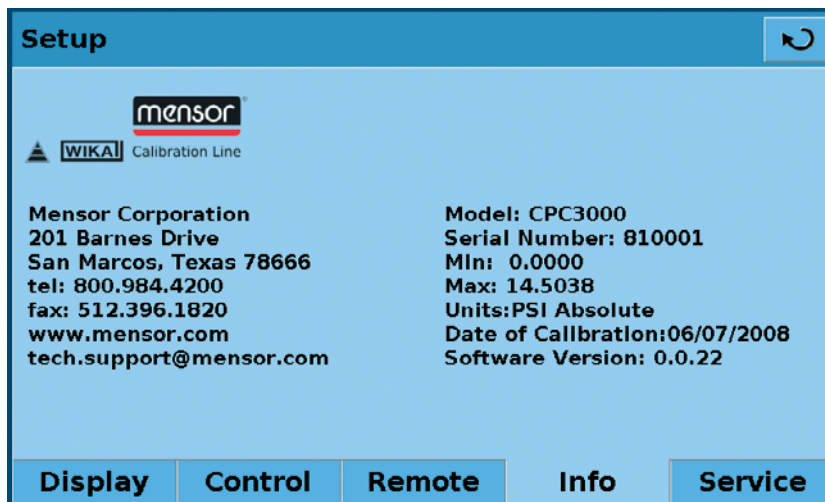 Setup
mensor
WIKA Calibration Line
Mensor Corporation
201 Barnes Drive
San Marcos, Texas 78666
tel: 800.984.4200
fax: 512.396.1820
www.mensor.com
tech.support@mensor.com
Model: CPC3000
Serial Number: 810001
Min: 0.0000
Max: 14.5038
Units:PSI Absolute
Date of Calibration:06/07/2008
Software Version: 0.0.22
Display Control Remote Info Service